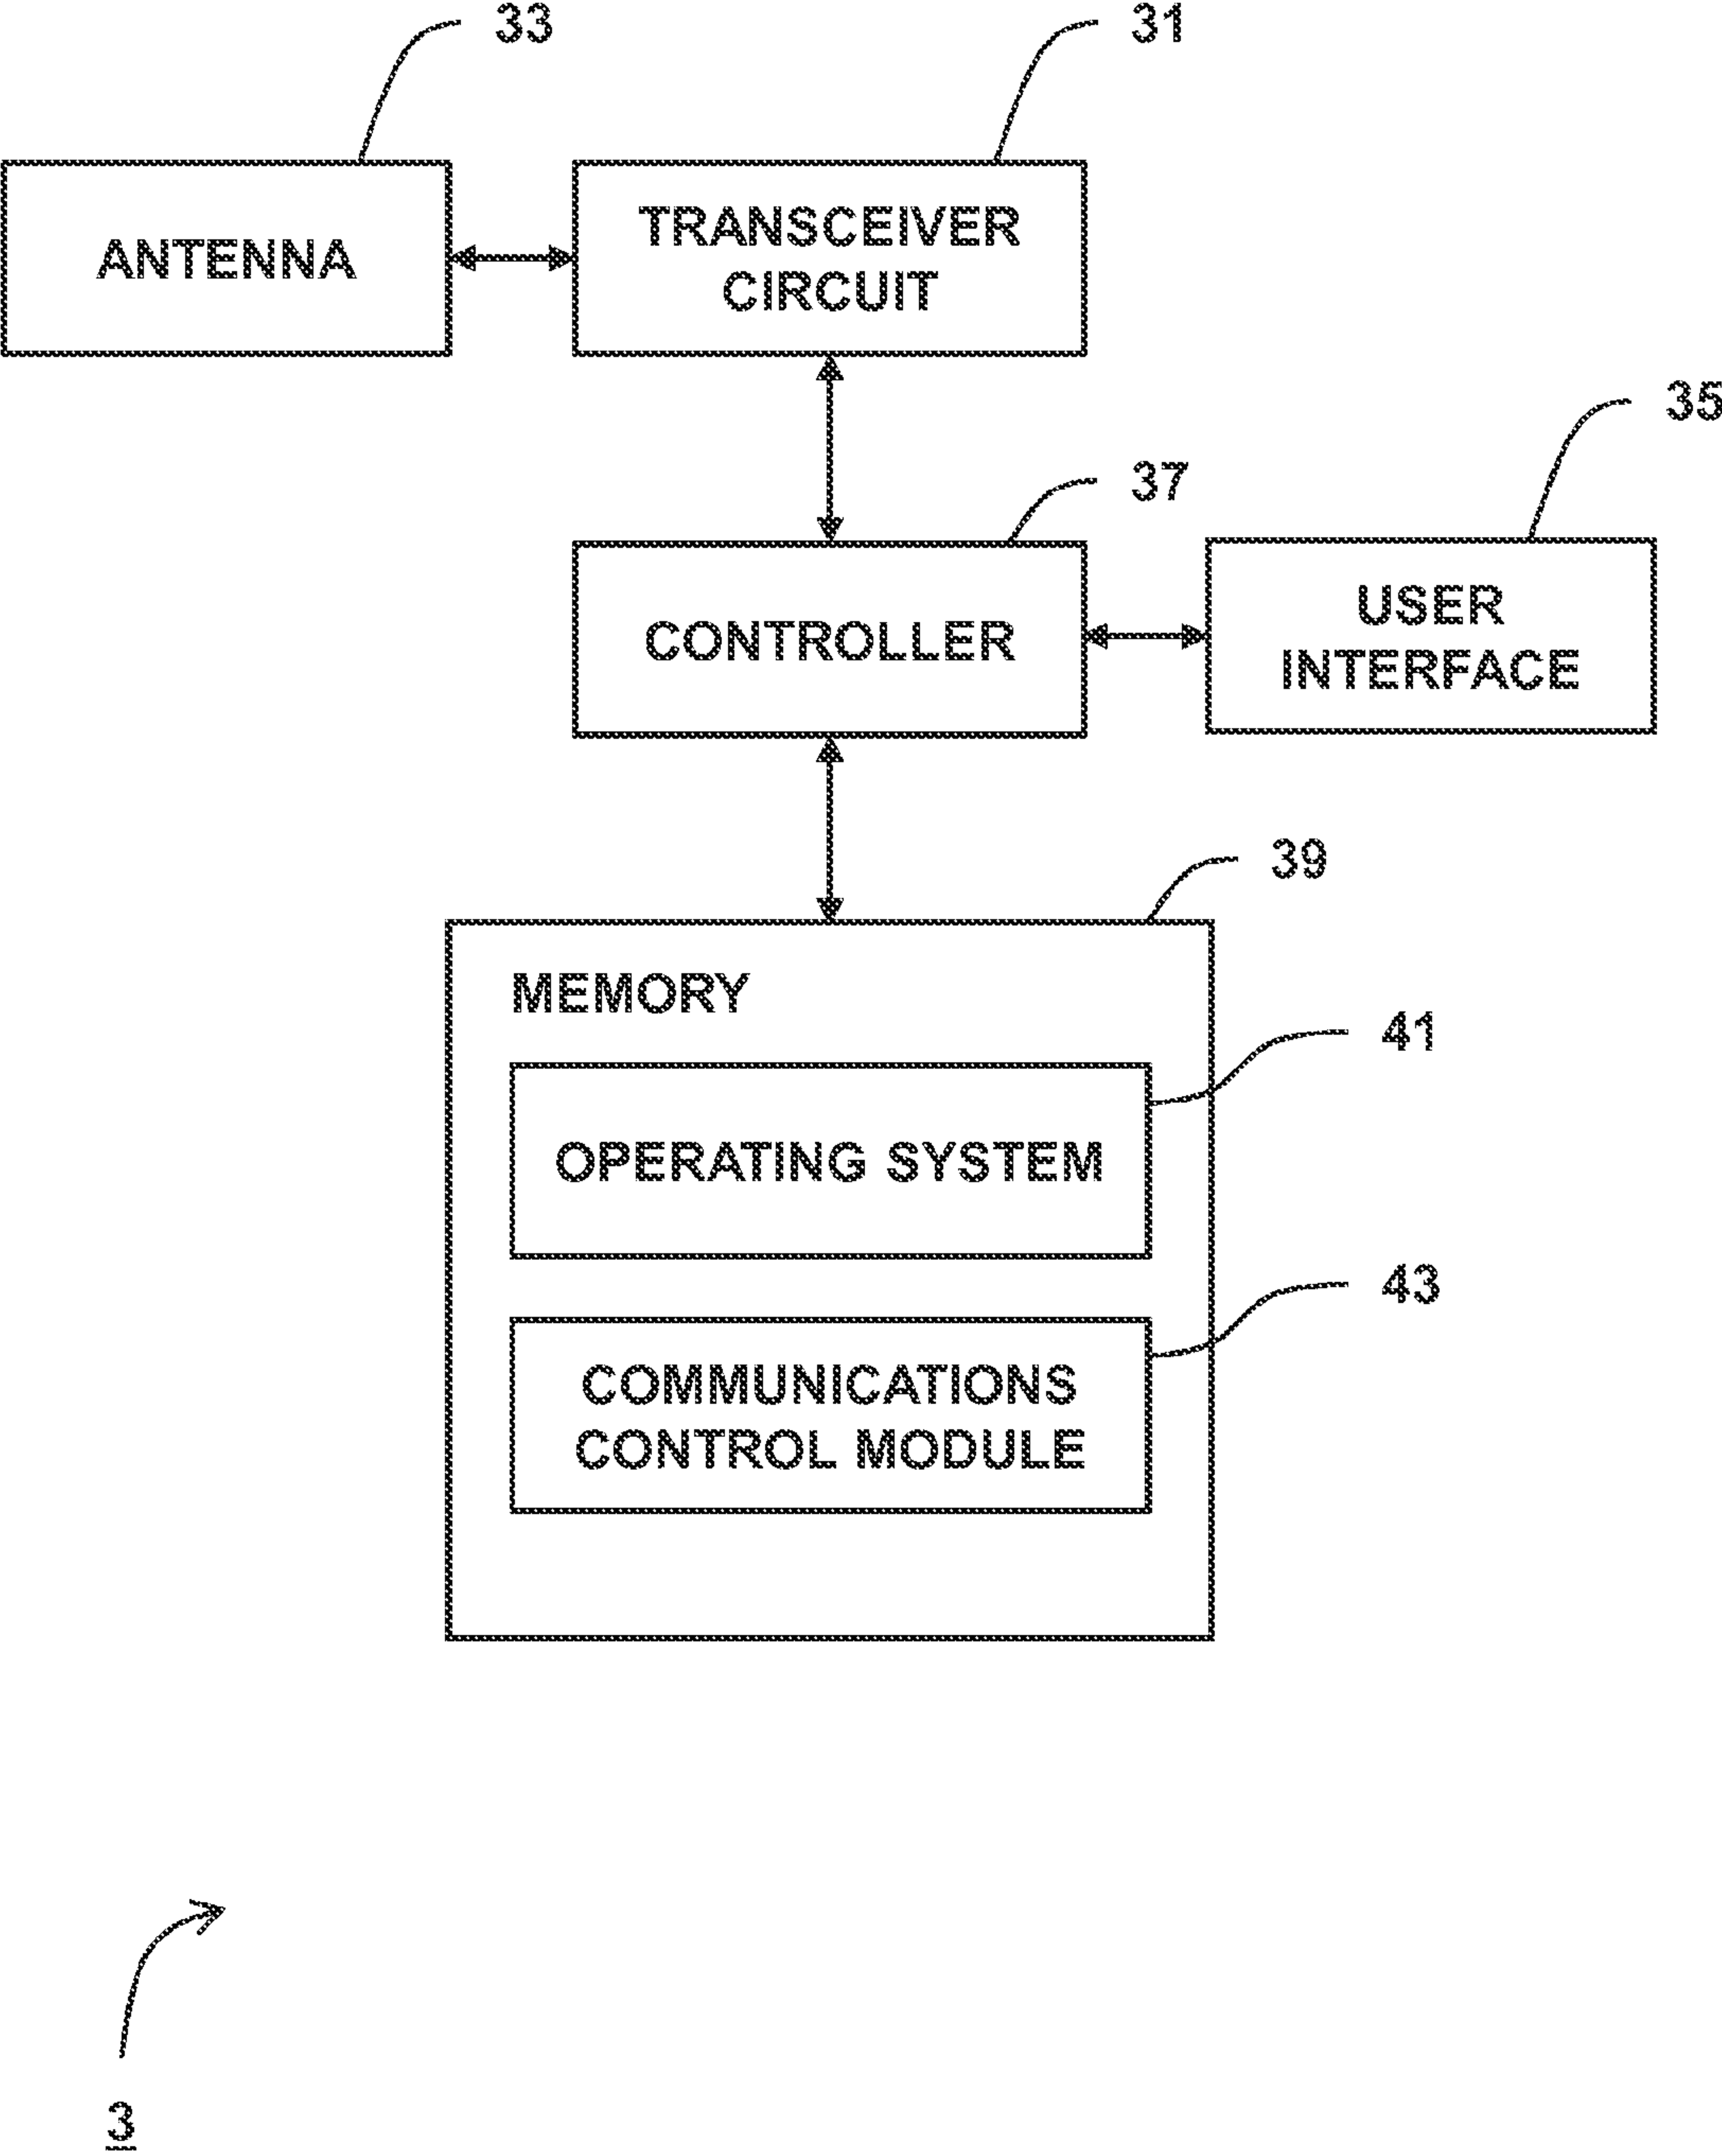 33
31
ANTENNA
TRANSCEIVER
CIRCUIT
35
37
CONTROLLER
USER
INTERFACE
39
MEMORY
41
OPERATING SYSTEM
43
COMMUNICATIONS
CONTROL MODULE
3